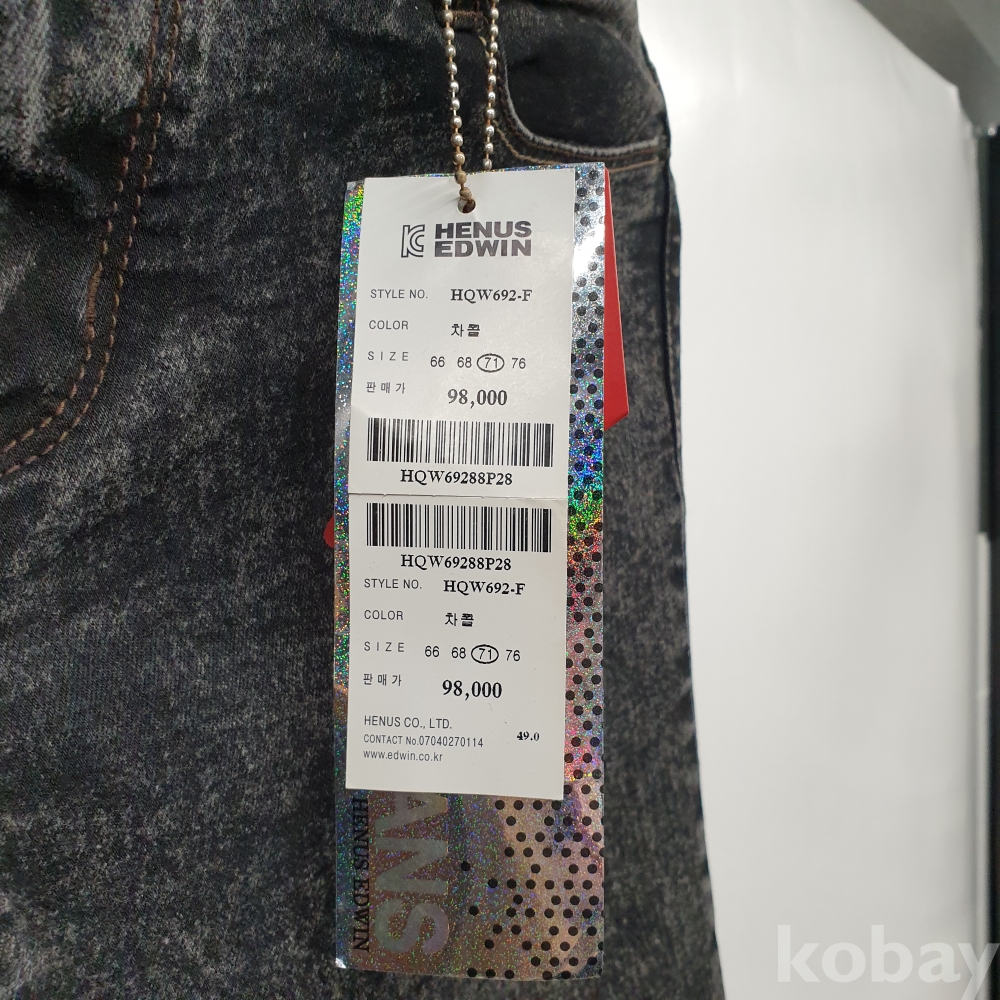 HENUS
EDWIN
STYLE NO. HQW692-F
COLOR 차콜
SIZE 66 68 71 76
판매가 98,000
HQW69288P28
HQW69288P28
STYLE NO. HQW692-F
COLOR 차콜
SIZE 66 68 71 76
판매가 98,000
HENUS CO., LTD.
CONTACT No.07040270114 49.0
www.edwin.co.kr
ANS
HENUS EDWIN
kobay